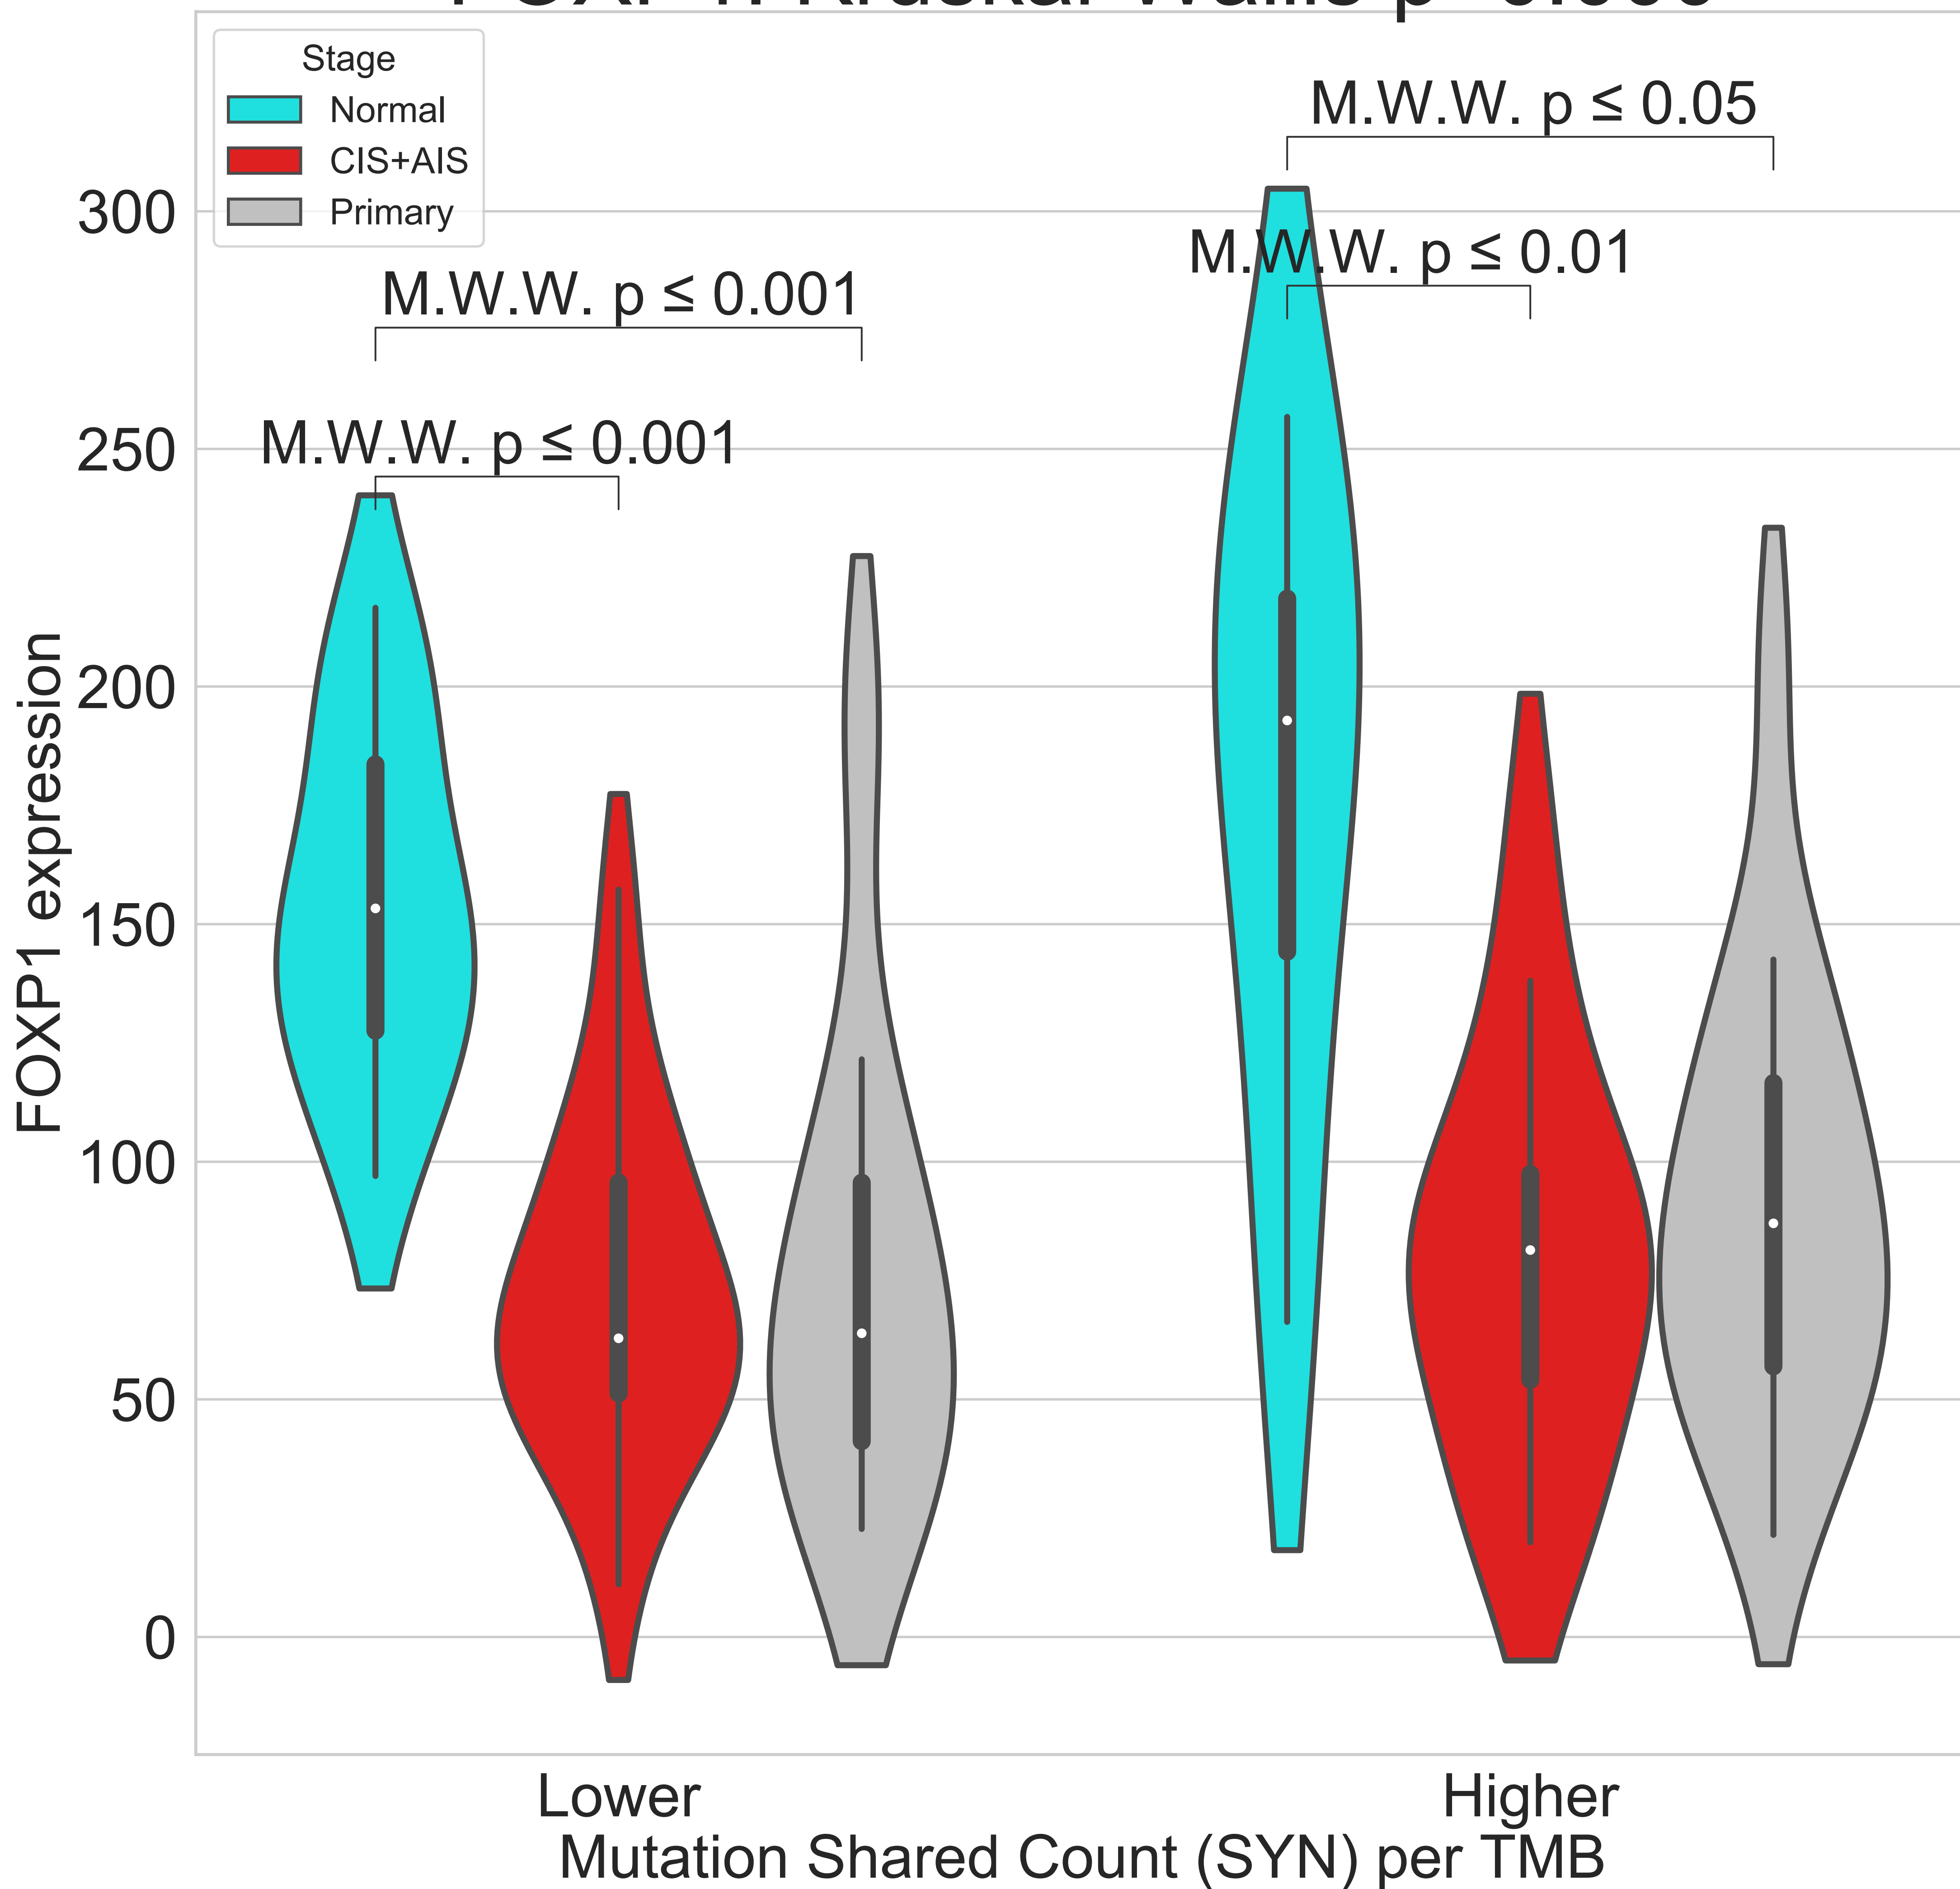 Stage
Normal
CIS+AIS
Primary
M.W.W. p ≤ 0.05
M.W.W. p ≤ 0.01
M.W.W. p ≤ 0.001
M.W.W. p ≤ 0.001
300
250
200
150
100
50
0
FOXP1 expression
Lower
Higher
Mutation Shared Count (SYN) per TMB